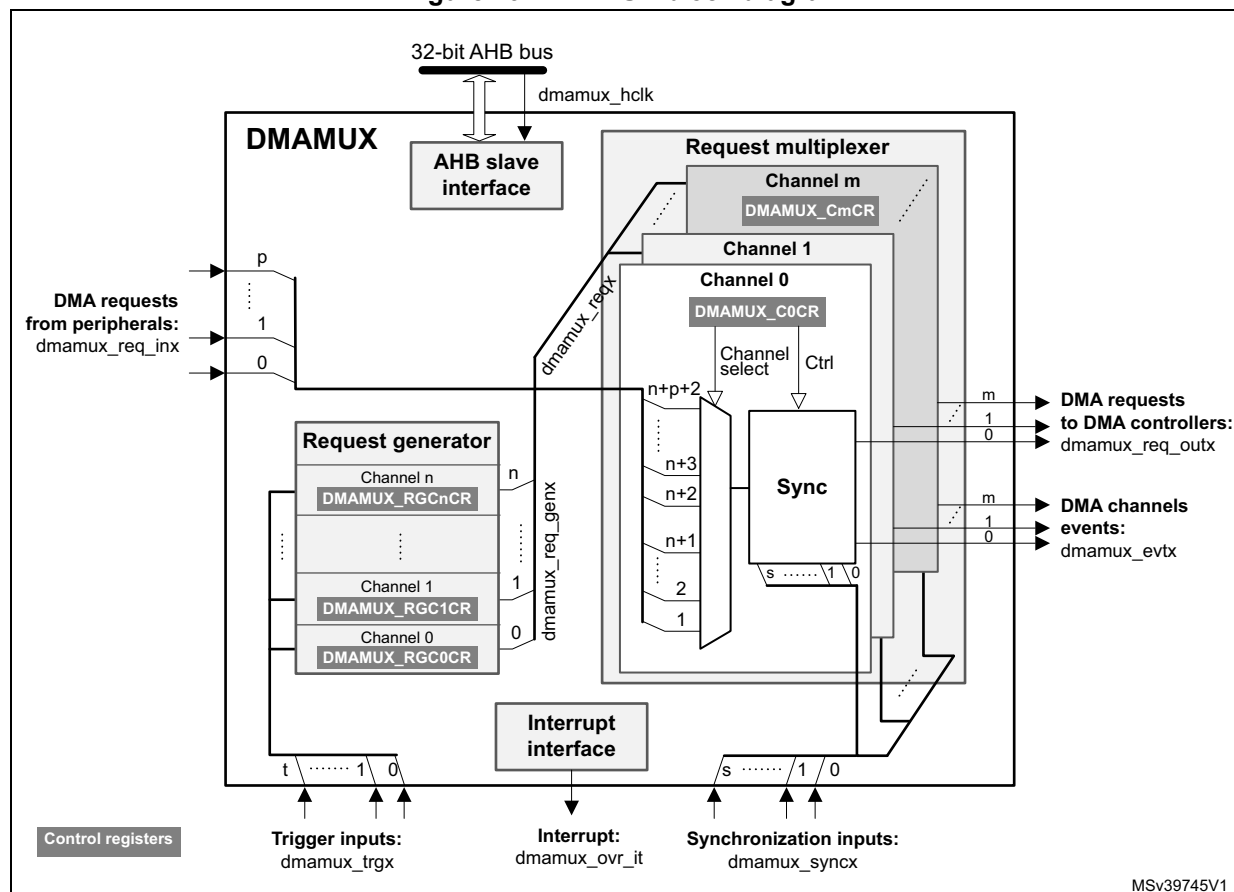 32-bit AHB bus
dmamux_hclk
DMAMUX
AHB slave
interface
Request multiplexer
Channel m
DMAMUX_CmCR
Channel 1
Channel 0
DMAMUX_C0CR
Channel
select
Ctrl
p
1
0
DMA requests
from peripherals:
dmamux_req_inx
dmamux_reqx
n+p+2
n+3
n+2
n+1
2
1
Sync
s ...... 1 0
m
1
0
DMA requests
to DMA controllers:
dmamux_req_outx
m
1
0
DMA channels
events:
dmamux_evtx
Request generator
Channel n
DMAMUX_RGCnCR
Channel 1
DMAMUX_RGC1CR
Channel 0
DMAMUX_RGC0CR
n
1
0
dmamux_req_genx
Interrupt
interface
t ....... 1 0
s ....... 1 0
Control registers
Trigger inputs:
dmamux_trgx
Interrupt:
dmamux_ovr_it
Synchronization inputs:
dmamux_syncx
MSv39745V1